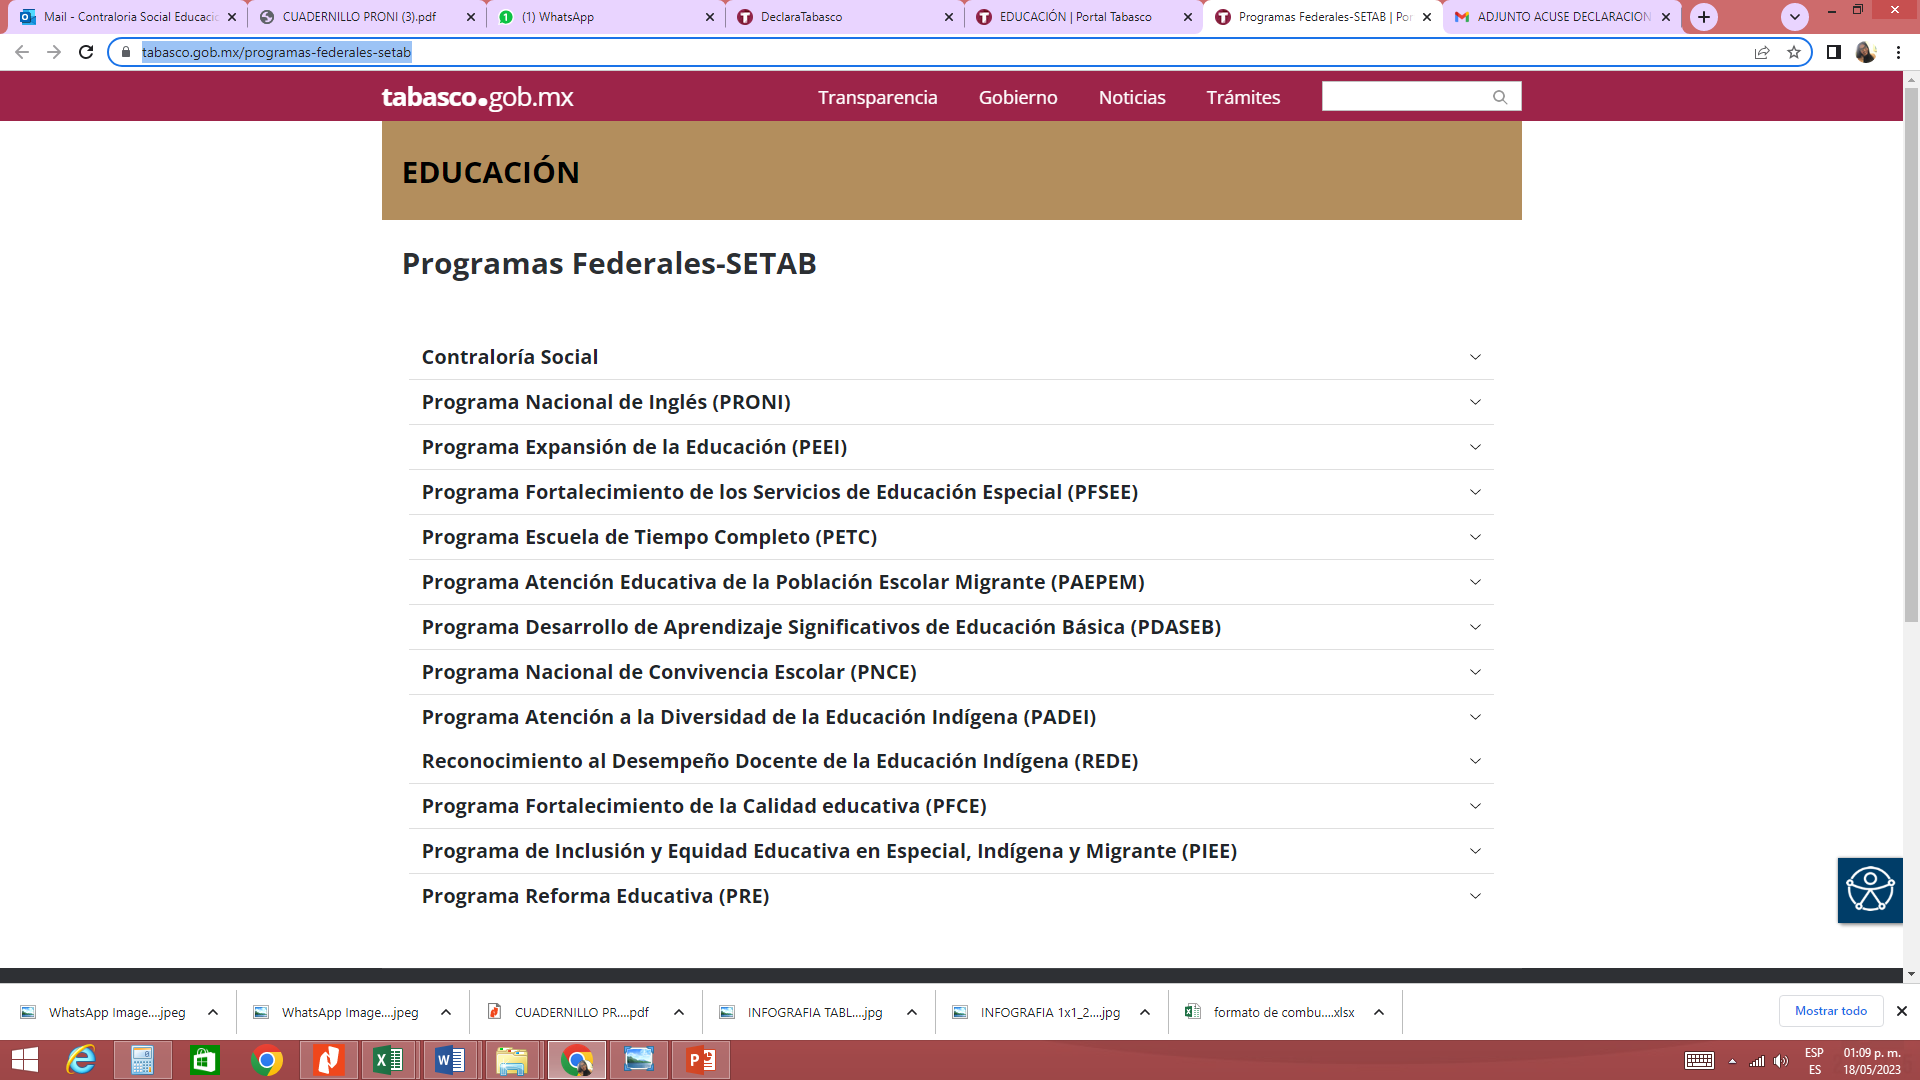 Mail - Contraloria Social Educaci
CUADERNILLO PRONI (3).pdf
(1) WhatsApp
DeclaraTabasco
EDUCACIÓN | Portal Tabasco
Programas Federales-SETAB | Por
ADJUNTO ACUSE DECLARACION
tabasco.gob.mx/programas-federales-setab
tabasco.gob.mx
Transparencia
Gobierno
Noticias
Trámites
EDUCACIÓN
Programas Federales-SETAB
Contraloría Social
Programa Nacional de Inglés (PRONI)
Programa Expansión de la Educación (PEEI)
Programa Fortalecimiento de los Servicios de Educación Especial (PFSEE)
Programa Escuela de Tiempo Completo (PETC)
Programa Atención Educativa de la Población Escolar Migrante (PAEPEM)
Programa Desarrollo de Aprendizaje Significativos de Educación Básica (PDASEB)
Programa Nacional de Convivencia Escolar (PNCE)
Programa Atención a la Diversidad de la Educación Indígena (PADEI)
Reconocimiento al Desempeño Docente de la Educación Indígena (REDE)
Programa Fortalecimiento de la Calidad educativa (PFCE)
Programa de Inclusión y Equidad Educativa en Especial, Indígena y Migrante (PIEE)
Programa Reforma Educativa (PRE)
WhatsApp Image....jpeg
WhatsApp Image....jpeg
CUADERNILLO PR....pdf
INFOGRAFIA TABL....jpg
INFOGRAFIA 1x1_2....jpg
formato de combu....xlsx
Mostrar todo
ESP
ES
01:09 p. m.
18/05/2023